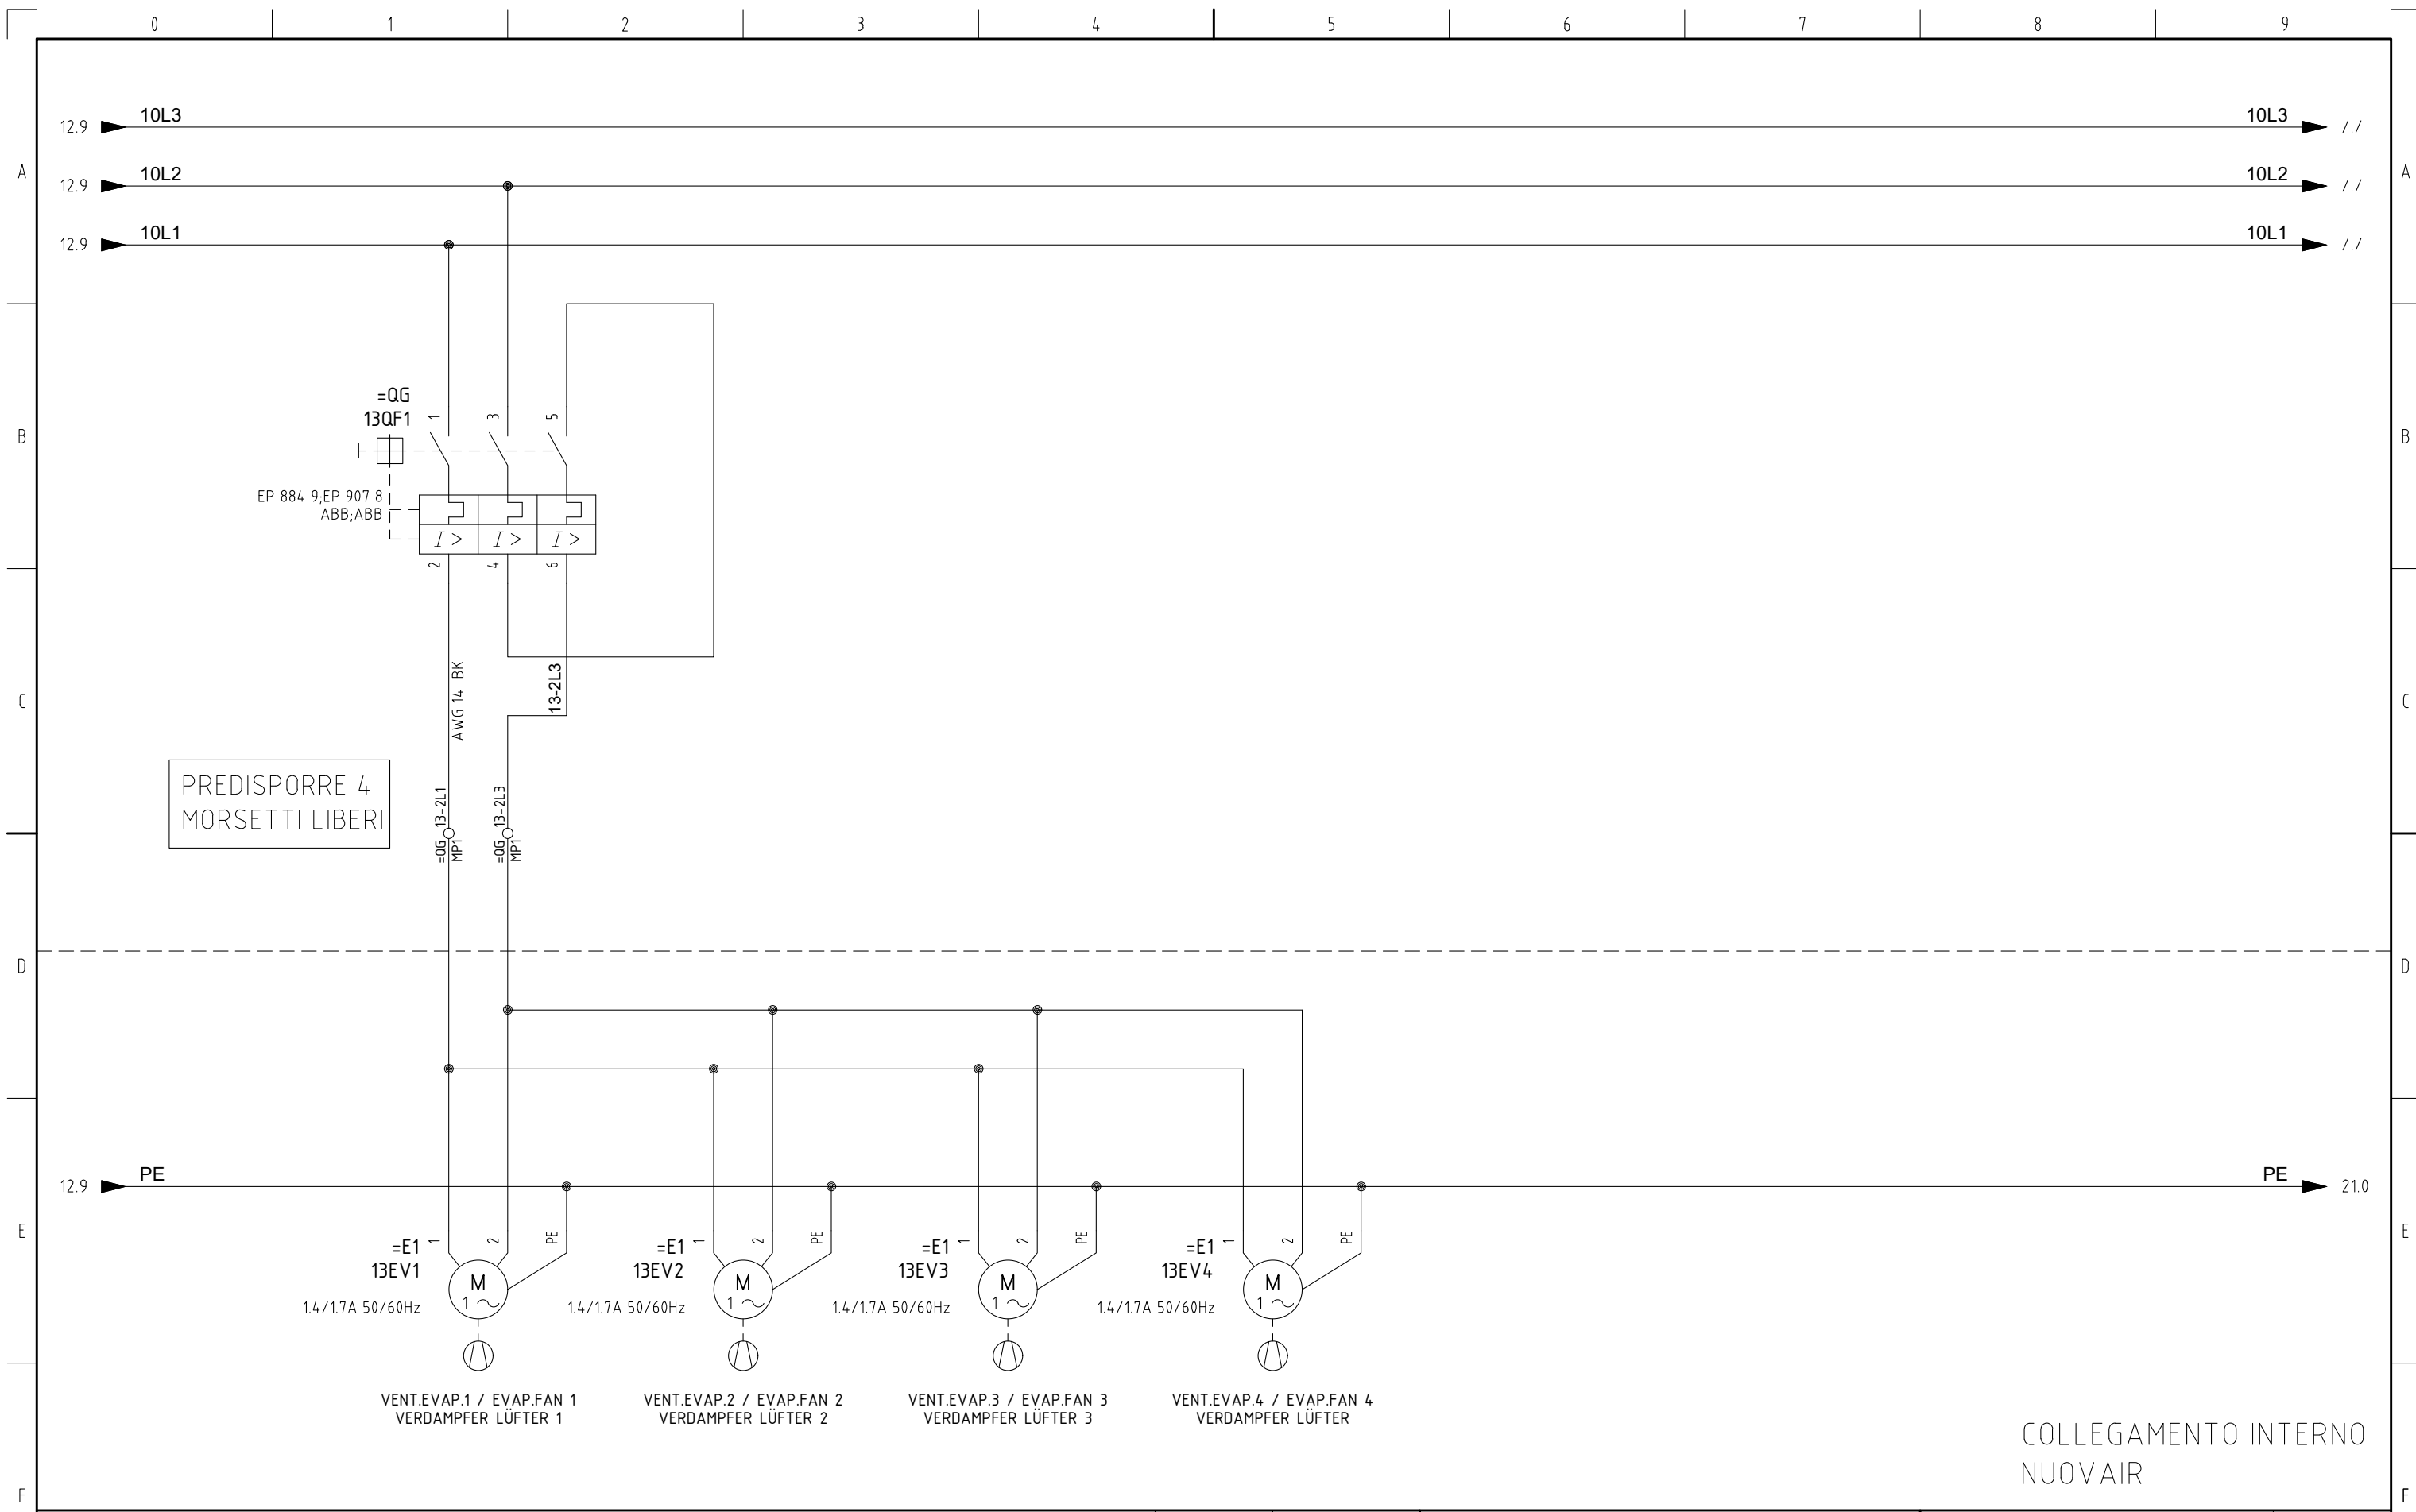 0 1 2 3 4 5 6 7 8 9
12.9 10L3 10L3 /./
A A
12.9 10L2 10L2 /./
12.9 10L1 10L1 /./
=QG
13QF1 1 3 5
B B
EP 884 9;EP 907 8
ABB;ABB
I> I> I>
2 4 6
AWG 14 BK
13-2L3
C C
PREDISPORRE 4
MORSETTI LIBERI
=QG 13-2L1
MP1
=QG 13-2L3
MP1
D D
12.9 PE PE 21.0
E E
=E1 1 2 PE
13EV1
M
1.4/1.7A 50/60Hz
1
=E1 1 2 PE
13EV2
M
1.4/1.7A 50/60Hz
1
=E1 1 2 PE
13EV3
M
1.4/1.7A 50/60Hz
1
=E1 1 2 PE
13EV4
M
1.4/1.7A 50/60Hz
1
VENT.EVAP.1 / EVAP.FAN 1
VERDAMPFER LÜFTER 1
VENT.EVAP.2 / EVAP.FAN 2
VERDAMPFER LÜFTER 2
VENT.EVAP.3 / EVAP.FAN 3
VERDAMPFER LÜFTER 3
VENT.EVAP.4 / EVAP.FAN 4
VERDAMPFER LÜFTER
COLLEGAMENTO INTERNO
NUOVAIR
F F